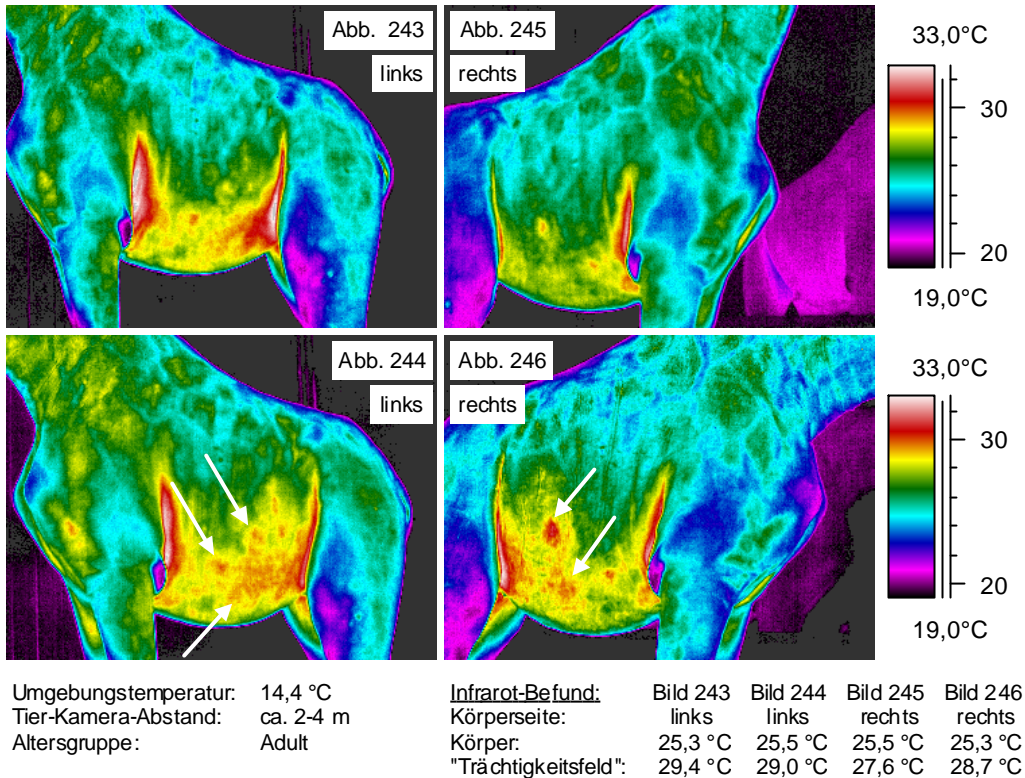 Abb. 243
links
Abb. 245
rechts
33,0°C
30
20
19,0°C
Abb. 244
links
Abb. 246
rechts
33,0°C
30
20
19,0°C
Umgebungstemperatur: 14,4 °C
Tier-Kamera-Abstand: ca. 2-4 m
Altersgruppe: Adult
Infrarot-Befund: Bild 243 Bild 244 Bild 245 Bild 246
Körperseite: links links rechts rechts
Körper: 25,3 °C 25,5 °C 25,5 °C 25,3 °C
"Trächtigkeitsfeld": 29,4 °C 29,0 °C 27,6 °C 28,7 °C